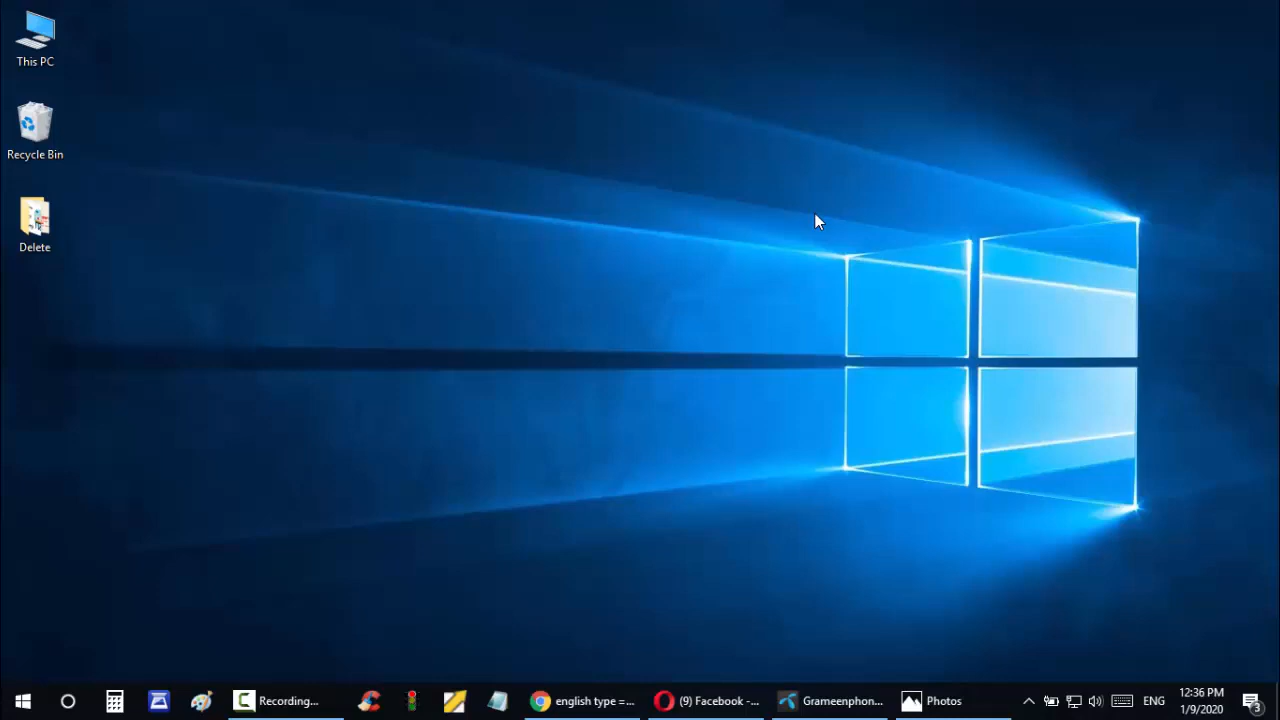 This PC
Recycle Bin
Delete
Recording...
english type =...
(9) Facebook -...
Grameenphon...
Photos
ENG
12:36 PM
1/9/2020
3